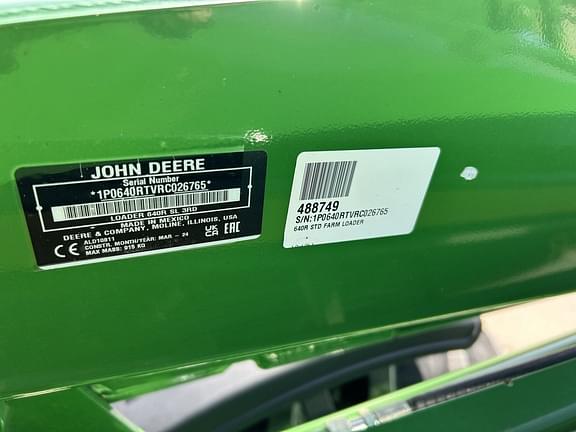 JOHN DEERE
Serial Number
*1P0640RTVRC026765*
LOADER 640R SL 3RD
MADE IN MEXICO
DEERE & COMPANY, MOLINE, ILLINOIS, USA
ALD10811
CONSTR. MONTH/YEAR: MAR - 24
MAX MASS: 915 KG
CE
UK CA
EAC
488749
S/N:1P0640RTVRC026765
640R STD FARM LOADER